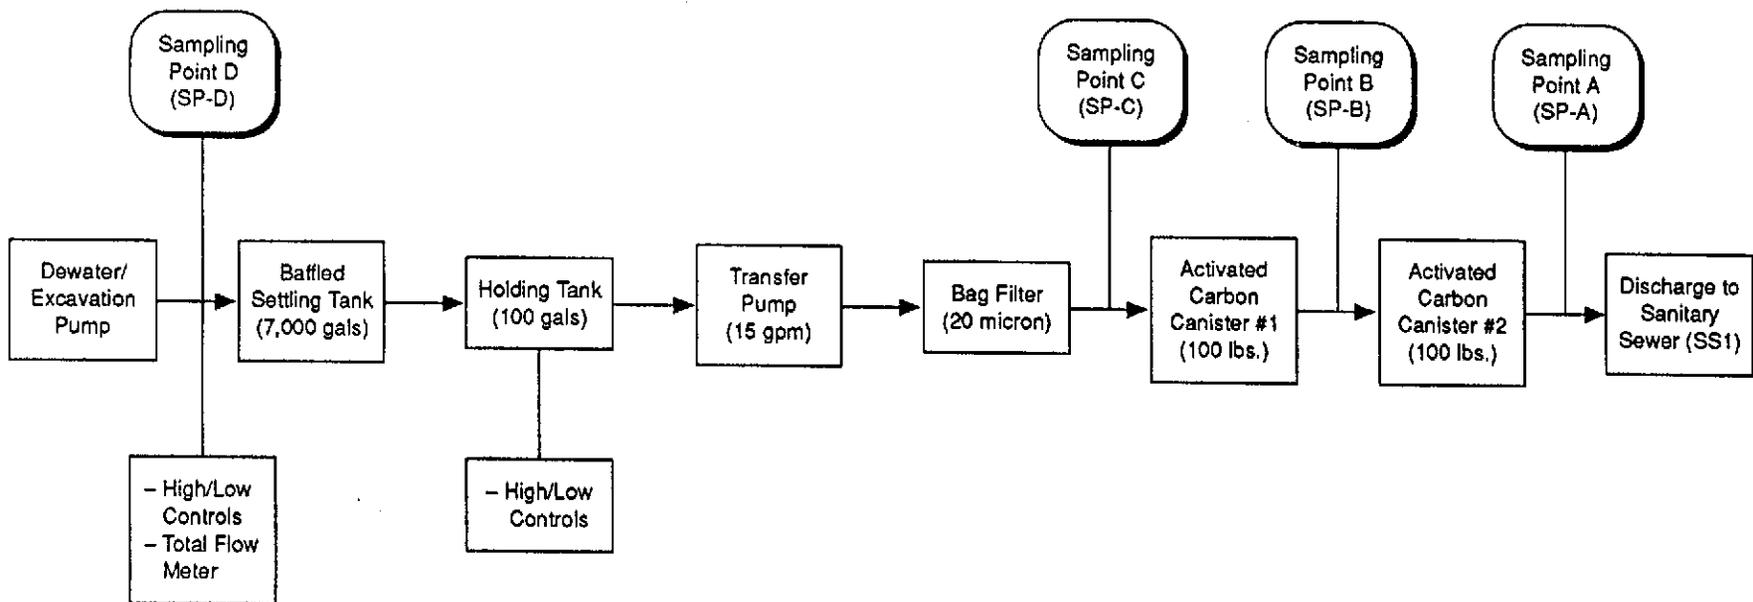 Sampling
Point D
(SP-D)
Sampling
Point C
(SP-C)
Sampling
Point B
(SP-B)
Sampling
Point A
(SP-A)
Dewater/
Excavation
Pump
Baffled
Settling Tank
(7,000 gals)
Holding Tank
(100 gals)
Transfer
Pump
(15 gpm)
Bag Filter
(20 micron)
Activated
Carbon
Canister #1
(100 lbs.)
Activated
Carbon
Canister #2
(100 lbs.)
Discharge to
Sanitary
Sewer (SS1)
– High/Low
Controls
– Total Flow
Meter
– High/Low
Controls